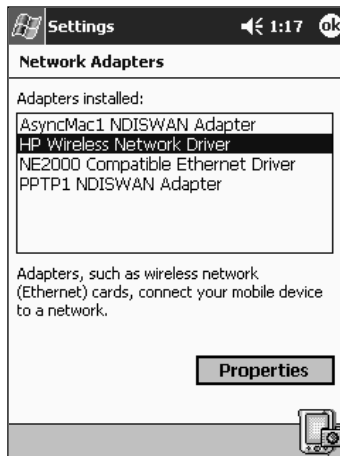 Settings 1:17 ok
Network Adapters
Adapters installed:
AsyncMac1 NDISWAN Adapter
HP Wireless Network Driver
NE2000 Compatible Ethernet Driver
PPTP1 NDISWAN Adapter
Adapters, such as wireless network
(Ethernet) cards, connect your mobile device
to a network.
Properties